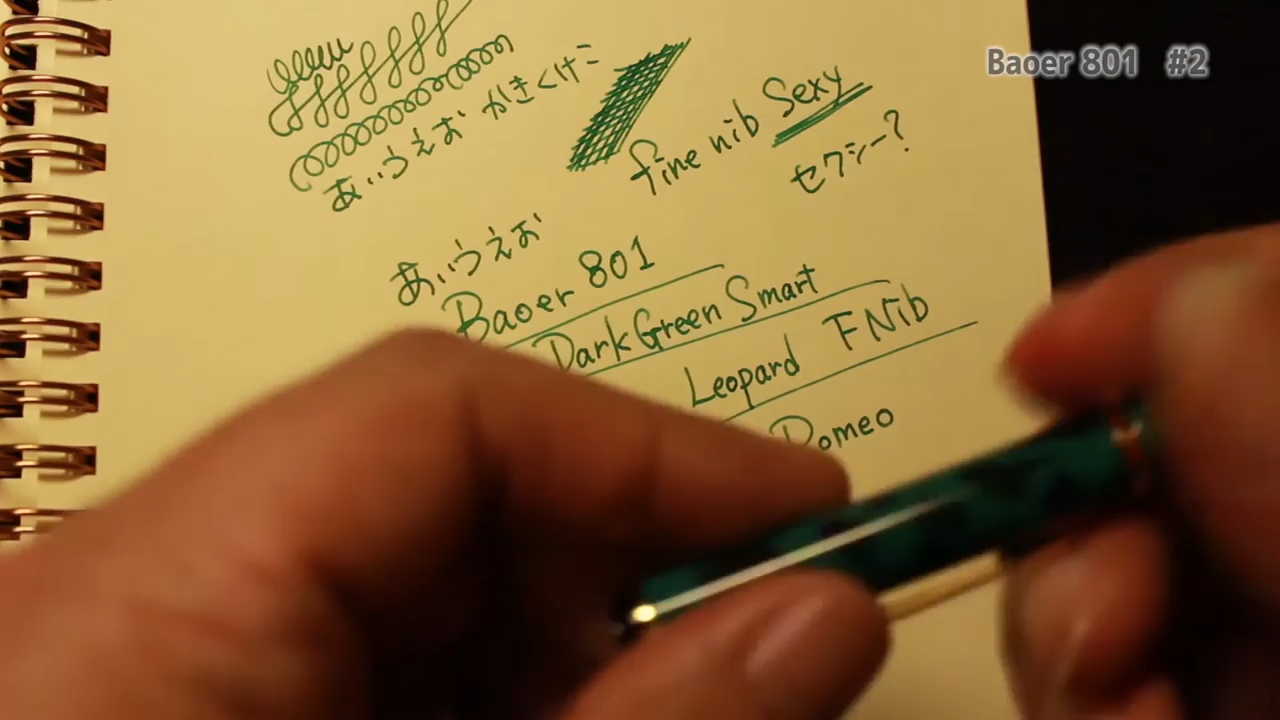 Baoer 801 #2
あいうえお かきくけこ
fine nib Sexy
セクシー?
あいうえお
Baoer 801
Dark Green Smart
Leopard F Nib
Romeo